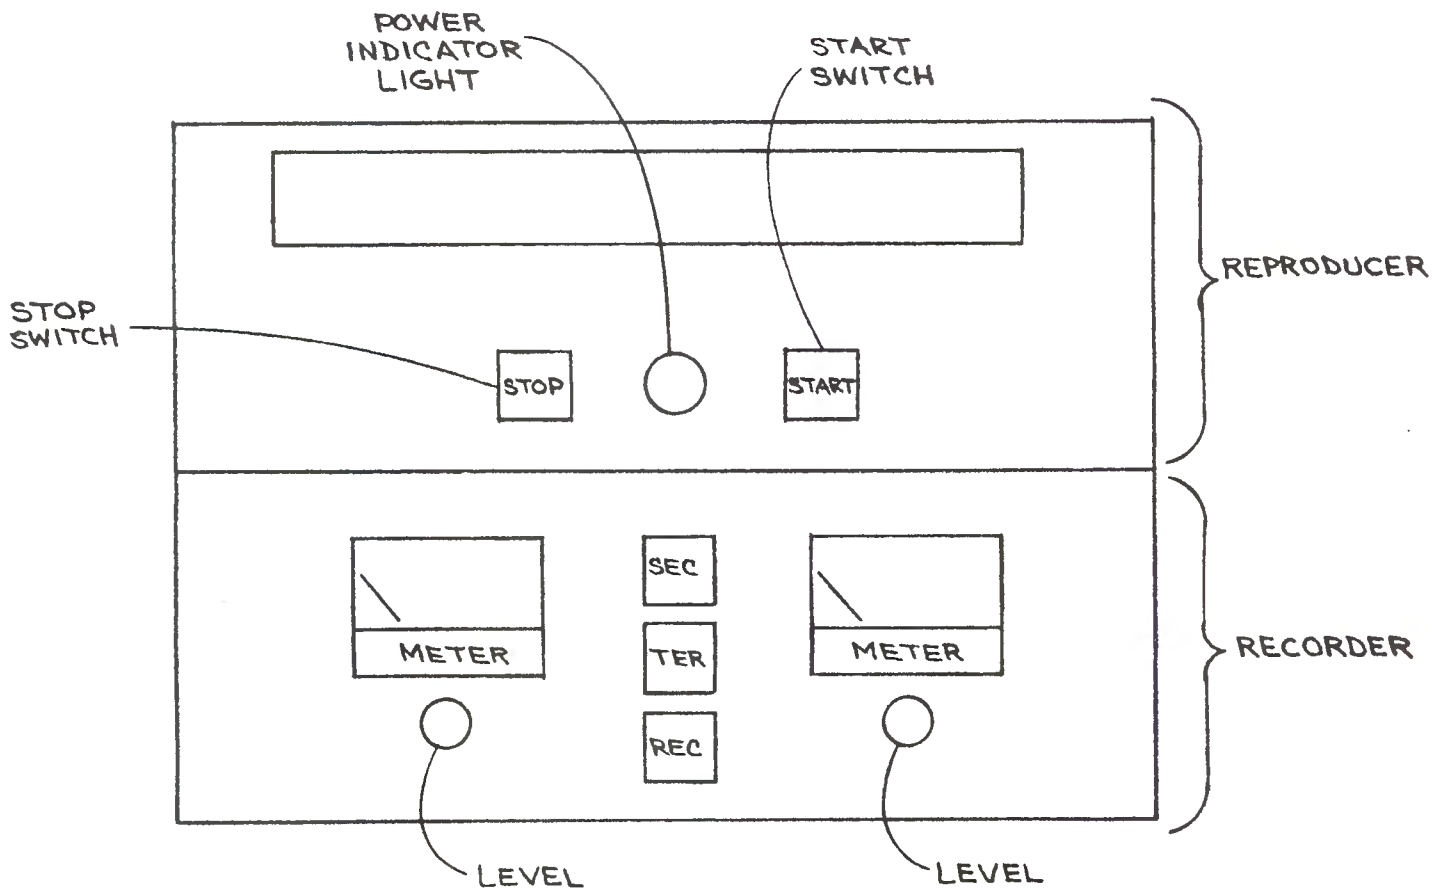 POWER
INDICATOR
LIGHT
START
SWITCH
REPRODUCER
STOP
SWITCH
STOP
START
SEC
METER
TER
METER
RECORDER
REC
LEVEL
LEVEL